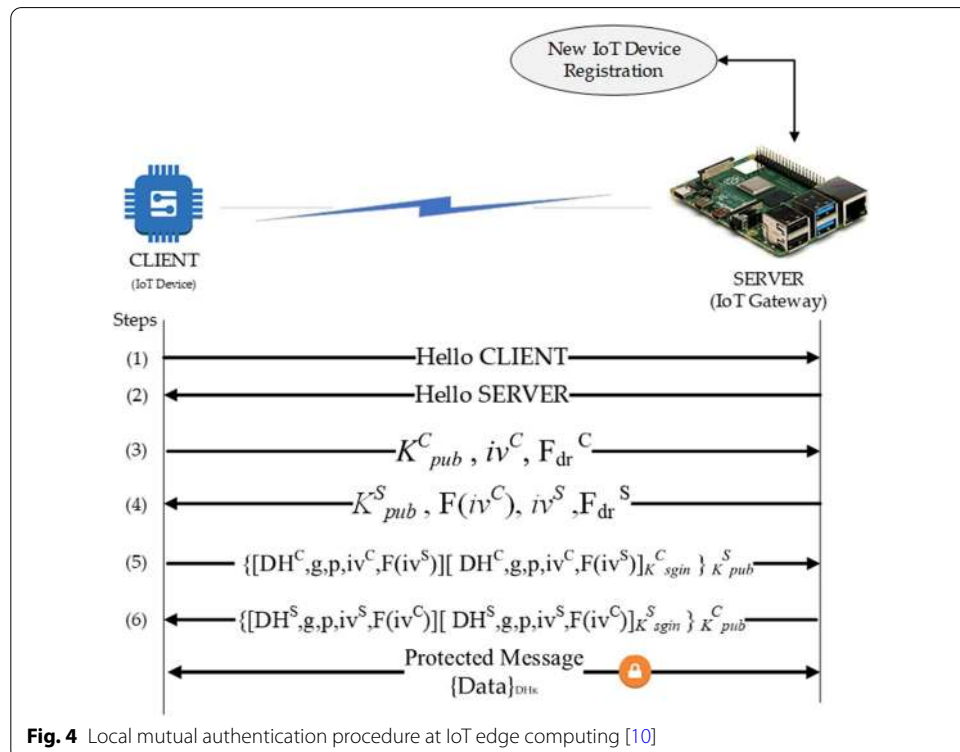 New IoT Device
Registration
CLIENT
(IoT Device)
SERVER
(IoT Gateway)
Steps
(1) Hello CLIENT
(2) Hello SERVER
(3) K^C_pub , iv^C, F_dr^C
(4) K^S_pub , F(iv^C), iv^S ,F_dr^S
(5) {[DH^C,g,p,iv^C,F(iv^S)][ DH^C,g,p,iv^C,F(iv^S)]_K^C_sgin } K^S_pub
(6) {[DH^S,g,p,iv^S,F(iv^C)][ DH^S,g,p,iv^S,F(iv^C)]_K^S_sgin } K^C_pub
Protected Message
{Data}_DHK
Fig. 4 Local mutual authentication procedure at IoT edge computing [10]